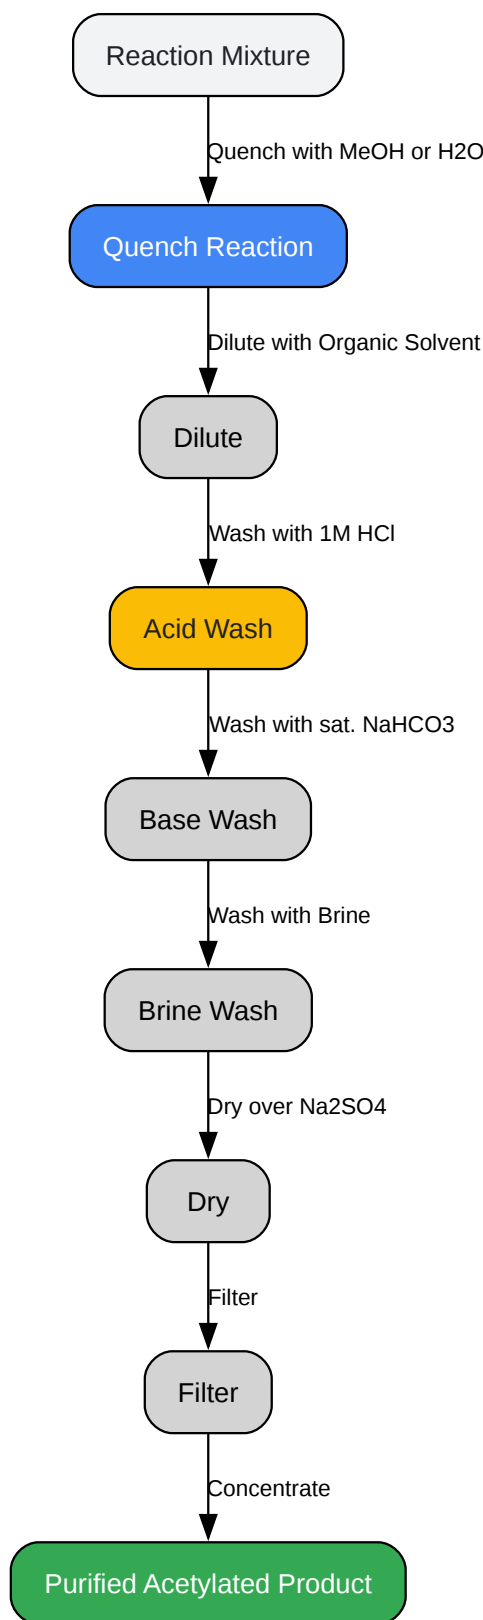 Reaction Mixture
Quench with MeOH or H2O
Quench Reaction
Dilute with Organic Solvent
Dilute
Wash with 1M HCl
Acid Wash
Wash with sat. NaHCO3
Base Wash
Wash with Brine
Brine Wash
Dry over Na2SO4
Dry
Filter
Filter
Concentrate
Purified Acetylated Product